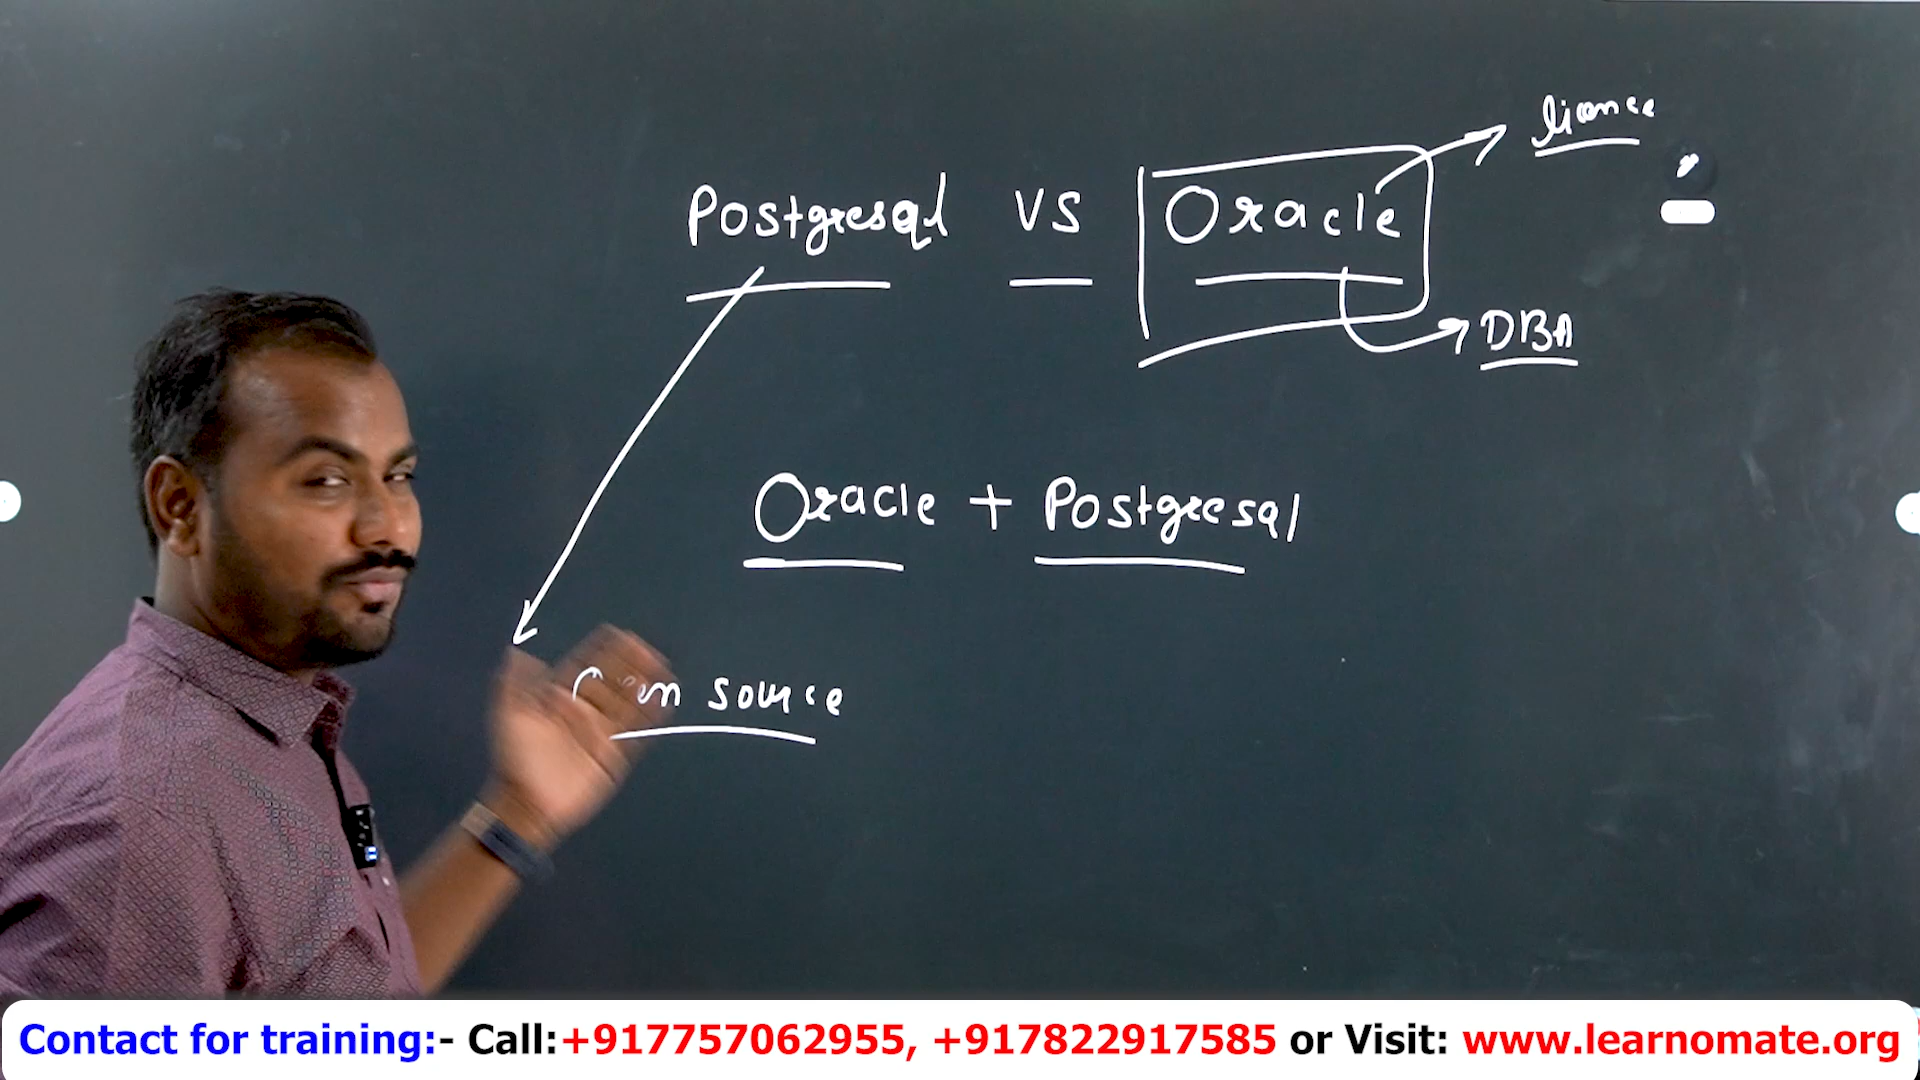 licence
Postgresql vs Oracle
DBA
Oracle + Postgresql
source
Contact for training:- Call:+917757062955, +917822917585 or Visit: www.learnomate.org